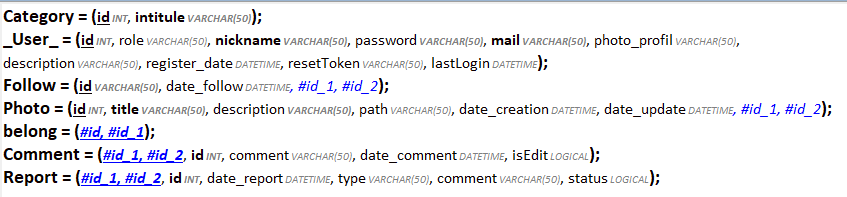 Category = (id INT, intitule VARCHAR(50));
_User_ = (id INT, role VARCHAR(50), nickname VARCHAR(50), password VARCHAR(50), mail VARCHAR(50), photo_profil VARCHAR(50),
description VARCHAR(50), register_date DATETIME, resetToken VARCHAR(50), lastLogin DATETIME);
Follow = (id VARCHAR(50), date_follow DATETIME, #id_1, #id_2);
Photo = (id INT, title VARCHAR(50), description VARCHAR(50), path VARCHAR(50), date_creation DATETIME, date_update DATETIME, #id_1, #id_2);
belong = (#id, #id_1);
Comment = (#id_1, #id_2, id INT, comment VARCHAR(50), date_comment DATETIME, isEdit LOGICAL);
Report = (#id_1, #id_2, id INT, date_report DATETIME, type VARCHAR(50), comment VARCHAR(50), status LOGICAL);